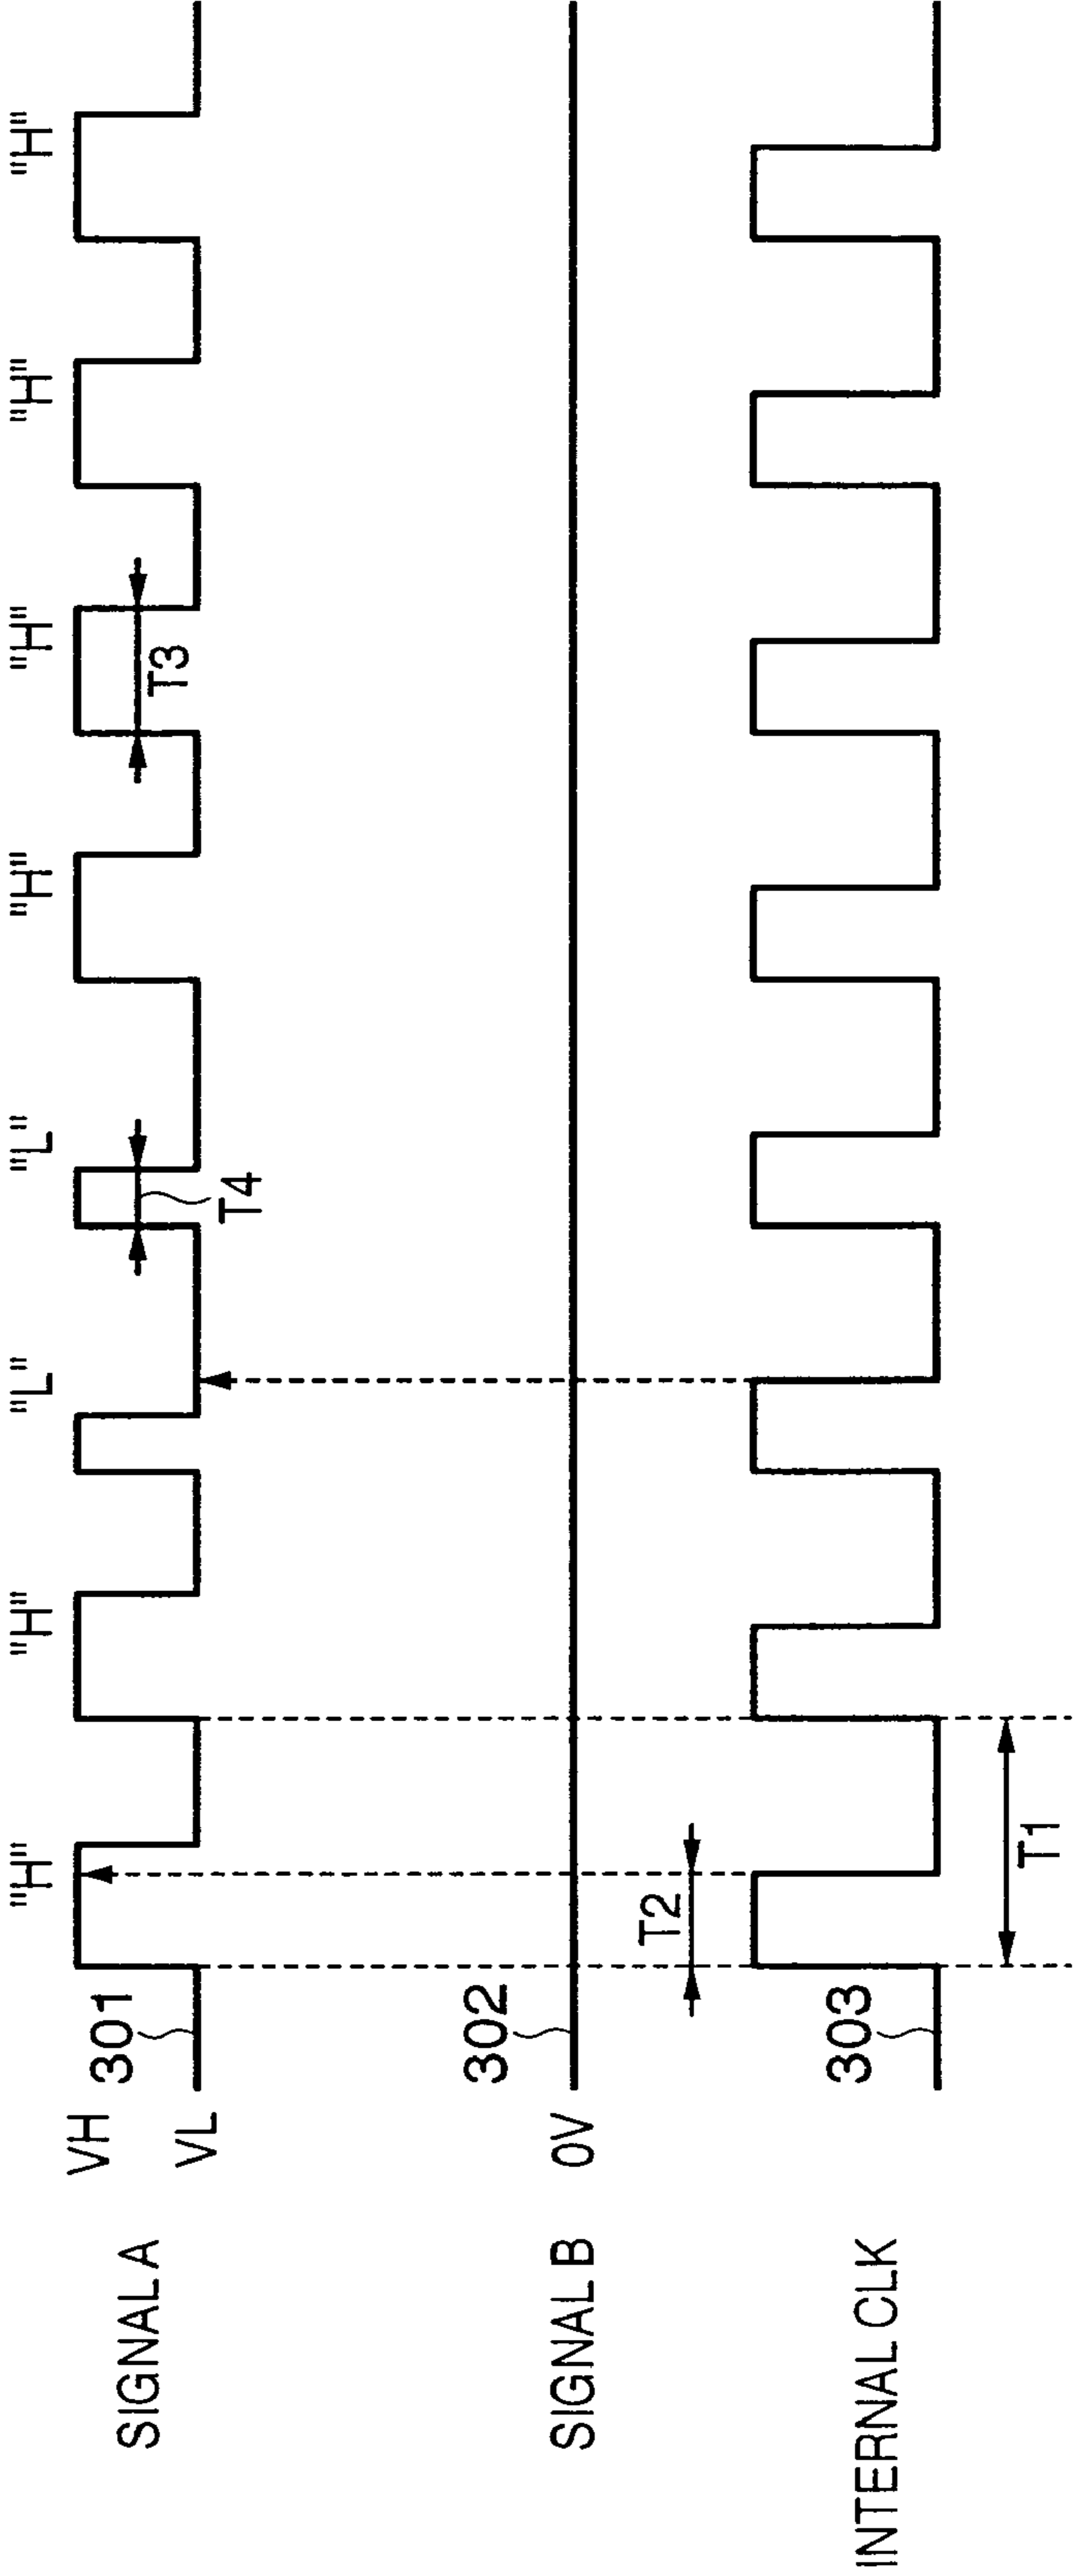 "H" "H" "L" "L" "H" "H" "H" "H"
SIGNAL A VH 301 T4 T3
VL
SIGNAL B 0V 302
T2
INTERNAL CLK 303
T1